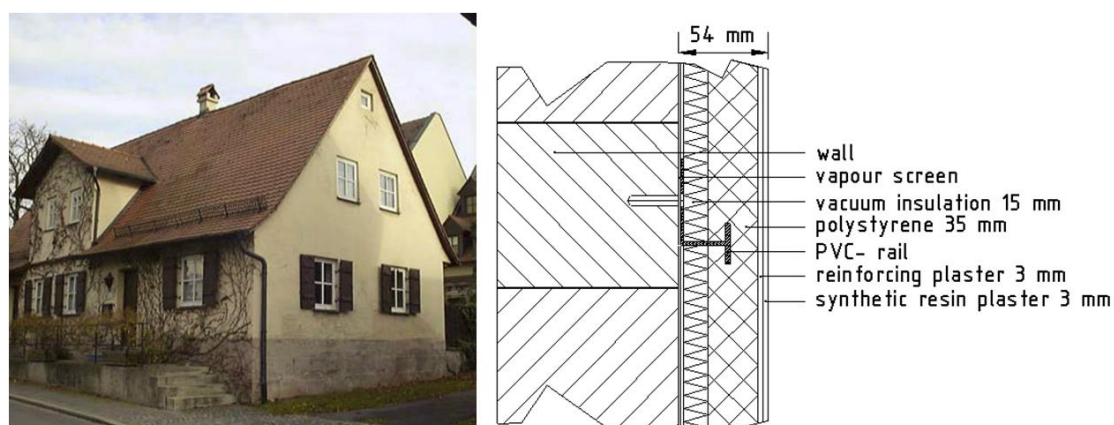 54 mm
wall
vapour screen
vacuum insulation 15 mm
polystyrene 35 mm
PVC- rail
reinforcing plaster 3 mm
synthetic resin plaster 3 mm